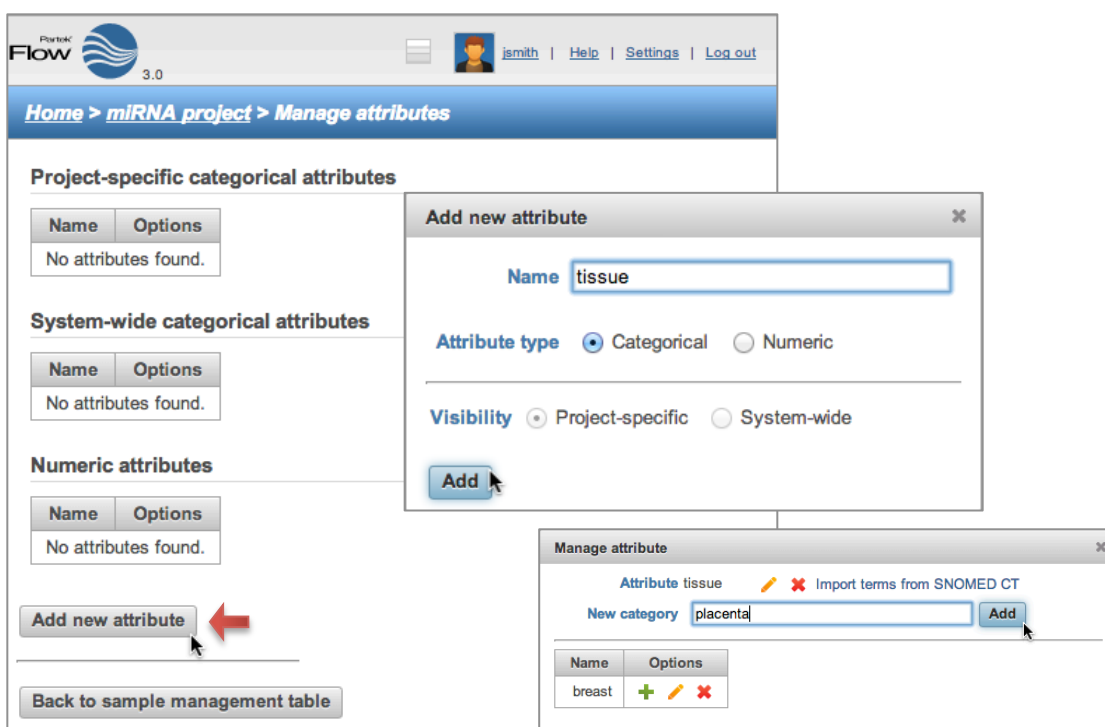 Partek
Flow
3.0
jsmith | Help | Settings | Log out
Home > miRNA project > Manage attributes
Project-specific categorical attributes
Name Options
No attributes found.
System-wide categorical attributes
Name Options
No attributes found.
Numeric attributes
Name Options
No attributes found.
Add new attribute
Back to sample management table
Add new attribute
Name tissue
Attribute type Categorical Numeric
Visibility Project-specific System-wide
Add
Manage attribute
Attribute tissue Import terms from SNOMED CT
New category placenta Add
Name Options
breast